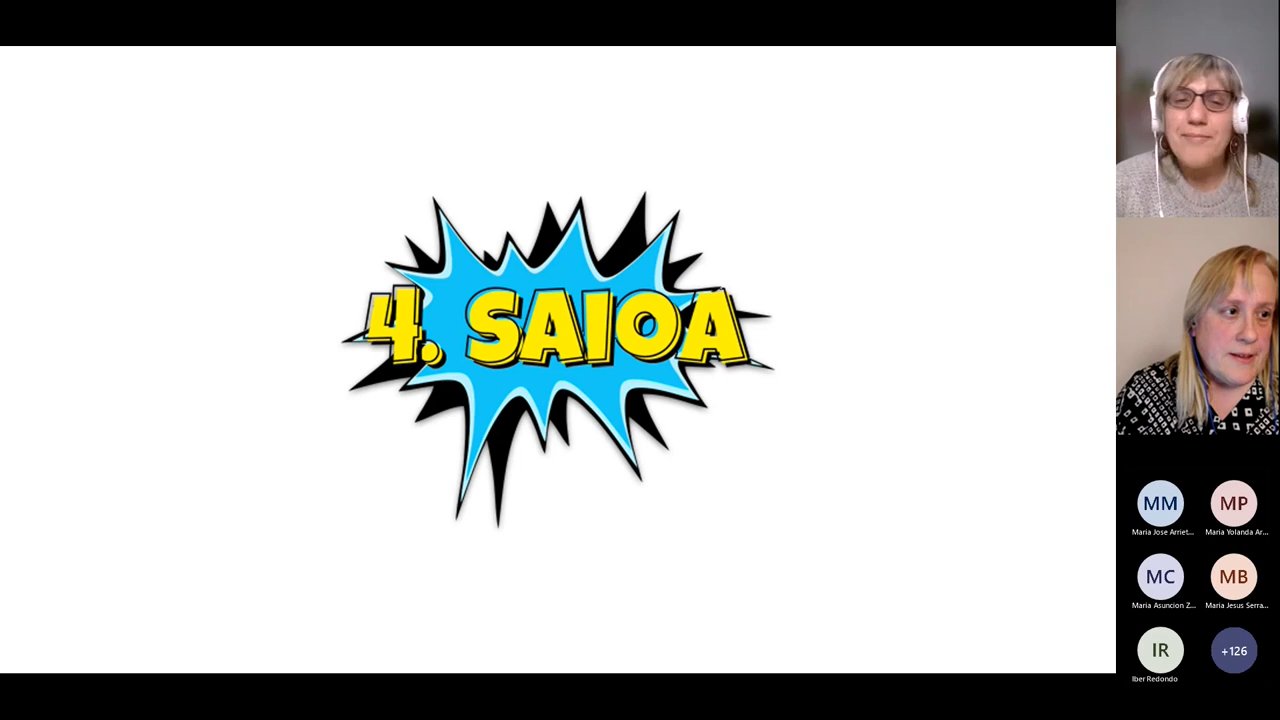 4. SAIOA
MM
MP
Maria Jose Arriet...
Maria Yolanda Ar...
MC
MB
Maria Asuncion Z...
Maria Jesus Serra...
IR
+126
Iber Redondo